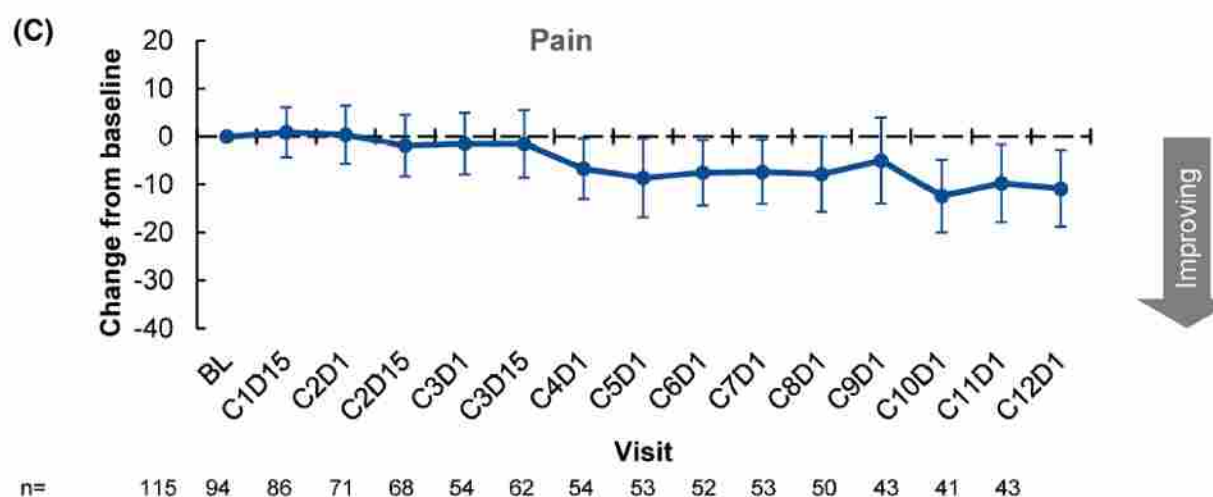 (C)
Pain
Change from baseline
20
10
0
-10
-20
-30
-40
BL C1D15 C2D1 C2D15 C3D1 C3D15 C4D1 C5D1 C6D1 C7D1 C8D1 C9D1 C10D1 C11D1 C12D1
Visit
n= 115 94 86 71 68 54 62 54 53 52 53 50 43 41 43
Improving